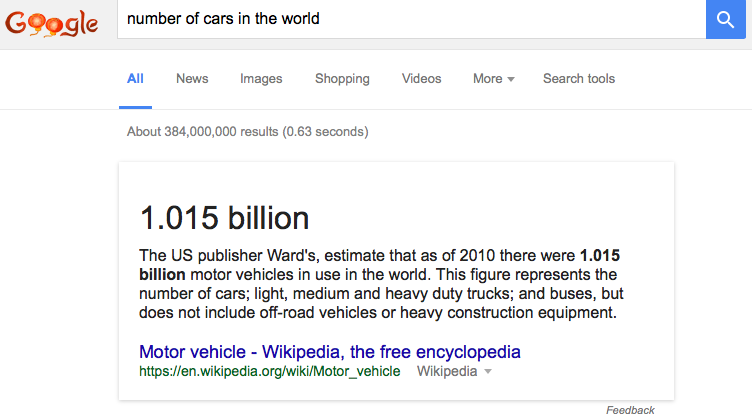 Google number of cars in the world
All News Images Shopping Videos More Search tools
About 384,000,000 results (0.63 seconds)
1.015 billion
The US publisher Ward's, estimate that as of 2010 there were 1.015
billion motor vehicles in use in the world. This figure represents the
number of cars; light, medium and heavy duty trucks; and buses, but
does not include off-road vehicles or heavy construction equipment.
Motor vehicle - Wikipedia, the free encyclopedia
https://en.wikipedia.org/wiki/Motor_vehicle Wikipedia
Feedback